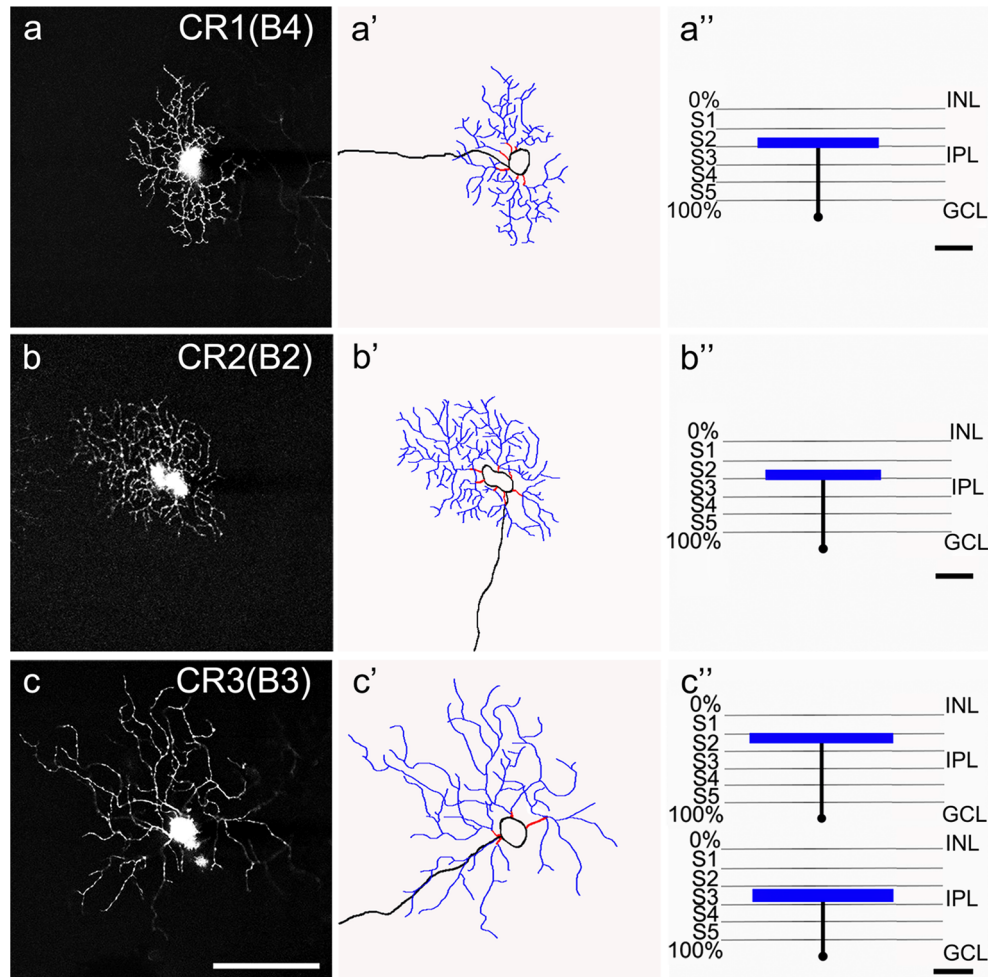 a CR1(B4)
a’
a’’
0% INL
S1
S2
S3 IPL
S4
S5
100% GCL
b CR2(B2)
b’
b’’
0% INL
S1
S2
S3 IPL
S4
S5
100% GCL
c CR3(B3)
c’
c’’
0% INL
S1
S2
S3 IPL
S4
S5
100% GCL
0% INL
S1
S2
S3 IPL
S4
S5
100% GCL